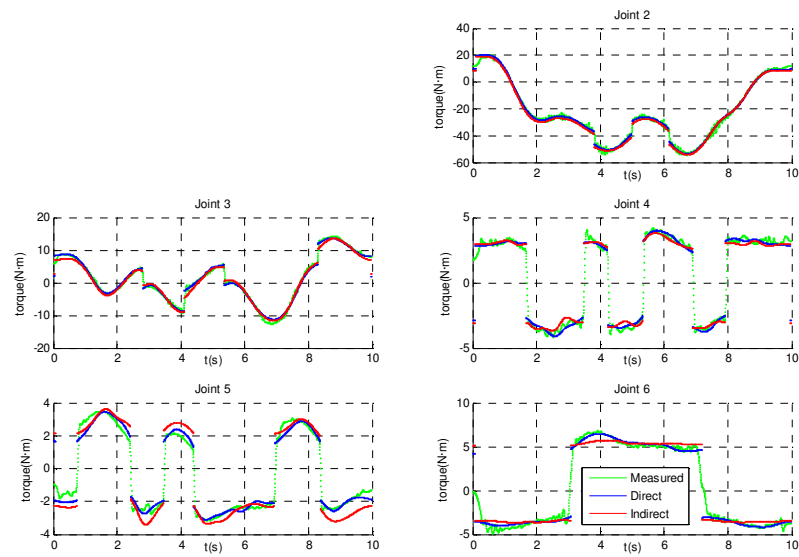 Joint 2
torque(N·m)
40
20
0
-20
-40
-60
0 2 4 6 8 10
t(s)
Joint 3
torque(N·m)
20
10
0
-10
-20
0 2 4 6 8 10
t(s)
Joint 4
torque(N·m)
5
0
-5
0 2 4 6 8 10
t(s)
Joint 5
torque(N·m)
4
2
0
-2
-4
0 2 4 6 8 10
t(s)
Joint 6
torque(N·m)
10
5
0
-5
0 2 4 6 8 10
t(s)
Measured
Direct
Indirect